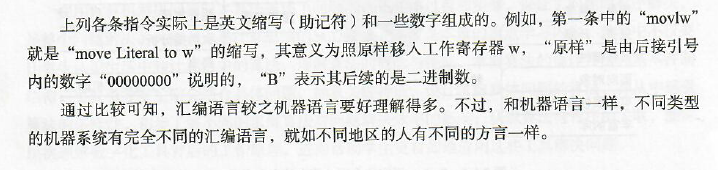 上列各条指令实际上是英文缩写（助记符）和一些数字组成的。例如，第一条中的“movlw”
就是“move Literal to w”的缩写，其意义为照原样移入工作寄存器 w，“原样”是由后接引号
内的数字“00000000”说明的，“B”表示其后续的是二进制数。
通过比较可知，汇编语言较之机器语言要好理解得多。不过，和机器语言一样，不同类型
的机器系统有完全不同的汇编语言，就如不同地区的人有不同的方言一样。